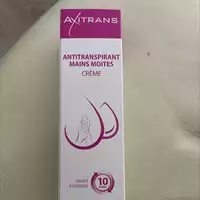 AXITRANS
ANTITRANSPIRANT
MAINS MOITES
CRÈME
10